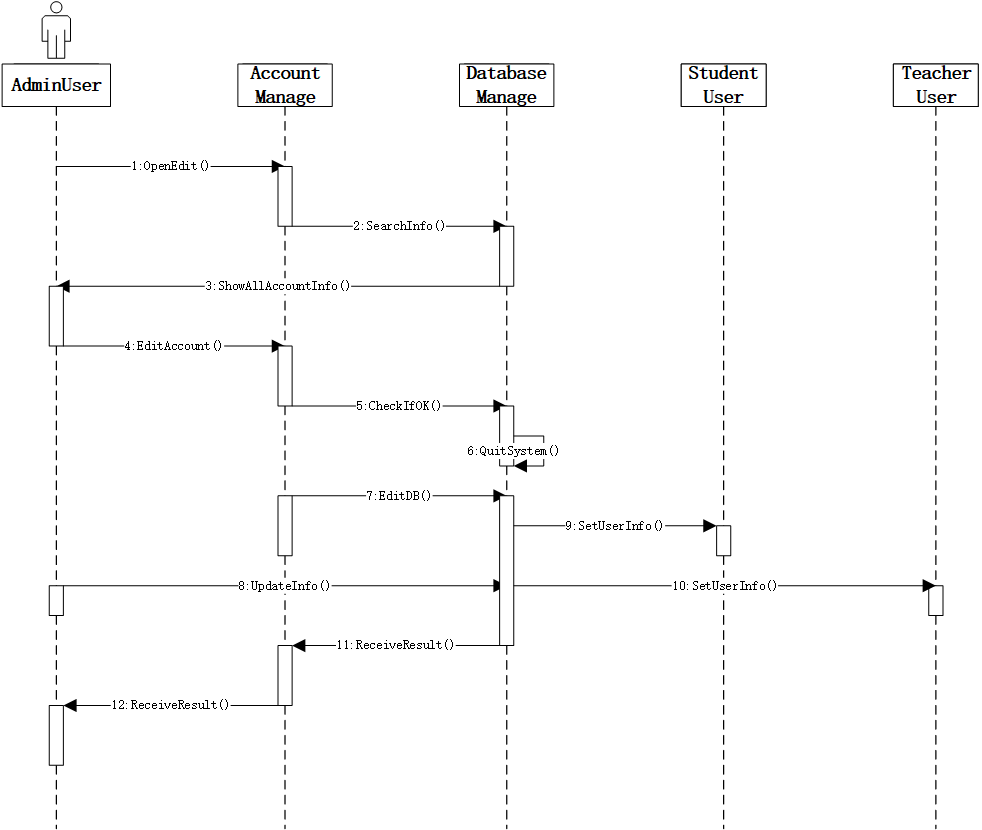 AdminUser
Account
Manage
Database
Manage
Student
User
Teacher
User
1:OpenEdit()
2:SearchInfo()
3:ShowAllAccountInfo()
4:EditAccount()
5:CheckIfOK()
6:QuitSystem()
7:EditDB()
9:SetUserInfo()
8:UpdateInfo()
10:SetUserInfo()
11:ReceiveResult()
12:ReceiveResult()